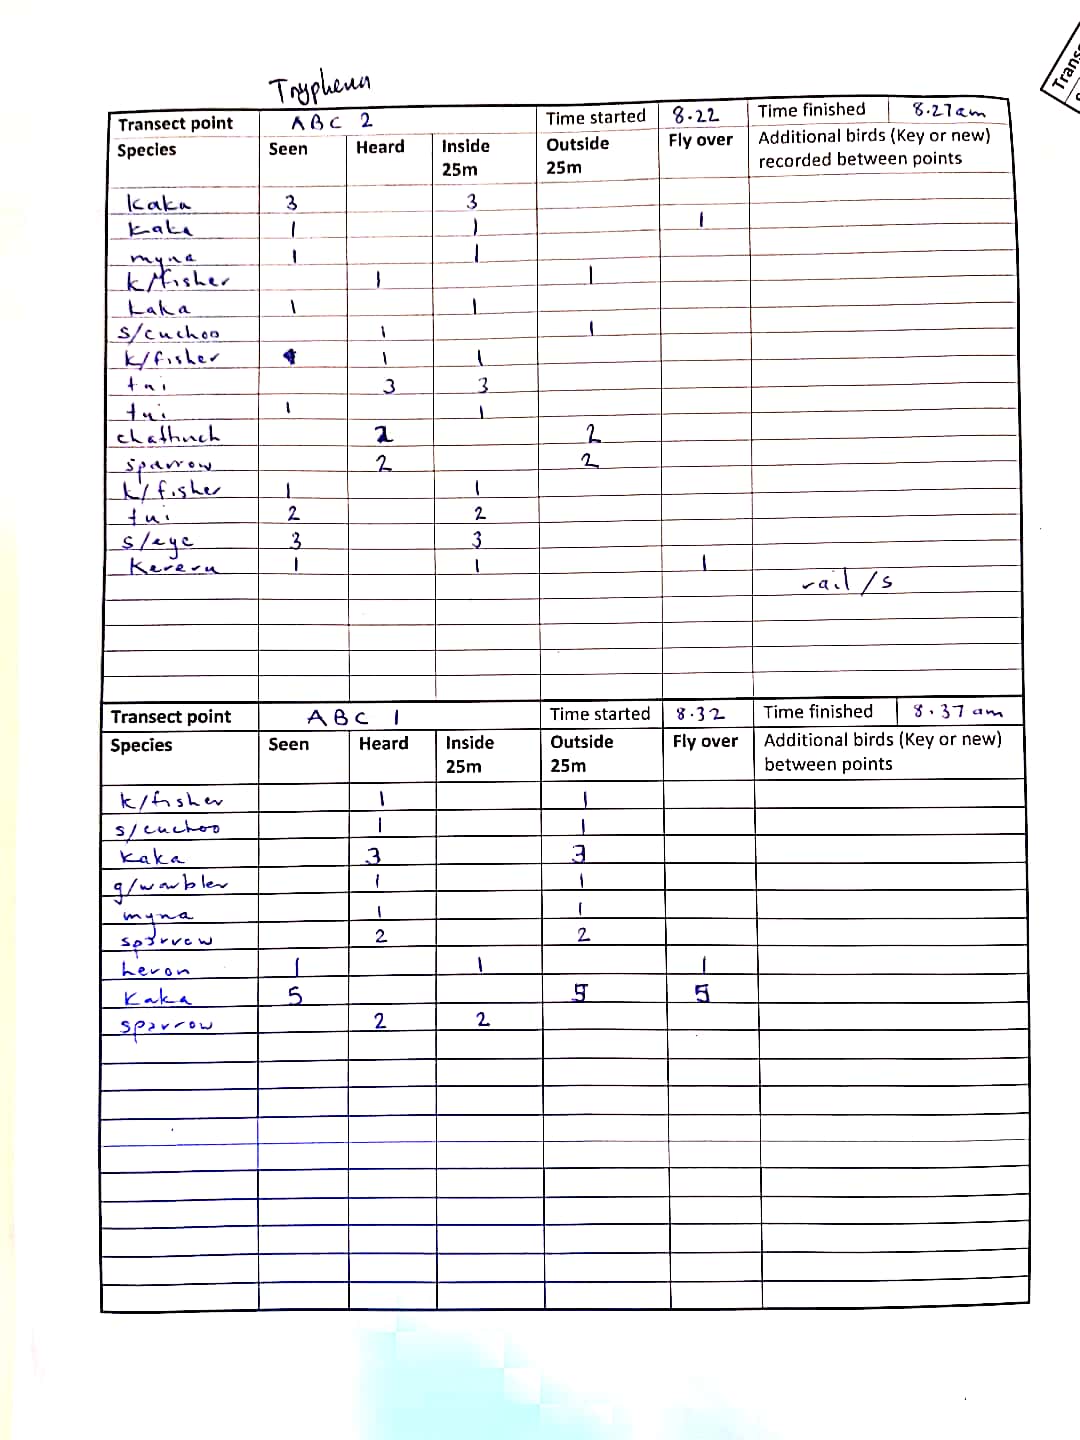 Tryphena
Transect point ABC 2 Time started 8.22 Time finished 8.27am
Species Seen Heard Inside 25m Outside 25m Fly over Additional birds (Key or new) recorded between points
kaka 3 3
kaka 1 1 1
myna 1 1
k/fisher 1 1
kaka 1 1
s/cuckoo 1 1
k/fisher 1 1
tui 3 3
tui 1 1
chaffinch 2 2
sparrow 2 2
k/fisher 1 1
tui 2 2
s/eye 3 3
Kereru 1 1 1
rail/s
Transect point ABC 1 Time started 8.32 Time finished 8.37 am
Species Seen Heard Inside 25m Outside 25m Fly over Additional birds (Key or new) between points
k/fisher 1 1
s/cuckoo 1 1
kaka 3 3
g/warbler 1 1
myna 1 1
sparrow 2 2
heron 1 1 1
Kaka 5 5 5
sparrow 2 2